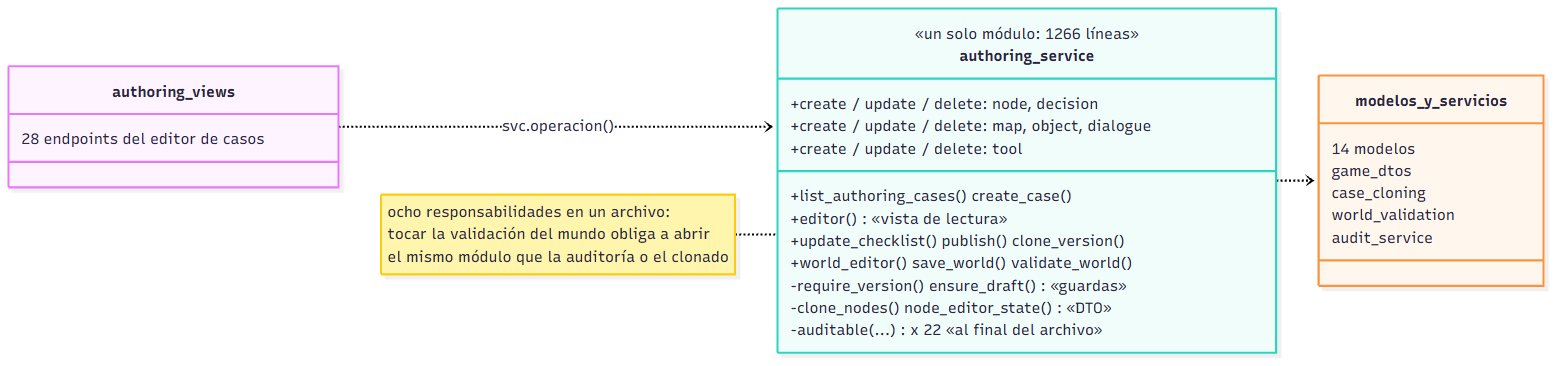 authoring_views
28 endpoints del editor de casos
svc.operacion()
ocho responsabilidades en un archivo:
tocar la validación del mundo obliga a abrir
el mismo módulo que la auditoría o el clonado
«un solo módulo: 1266 líneas»
authoring_service
+create / update / delete: node, decision
+create / update / delete: map, object, dialogue
+create / update / delete: tool
+list_authoring_cases() create_case()
+editor() : «vista de lectura»
+update_checklist() publish() clone_version()
+world_editor() save_world() validate_world()
-require_version() ensure_draft() : «guardas»
-clone_nodes() node_editor_state() : «DTO»
-auditable(...) : x 22 «al final del archivo»
modelos_y_servicios
14 modelos
game_dtos
case_cloning
world_validation
audit_service